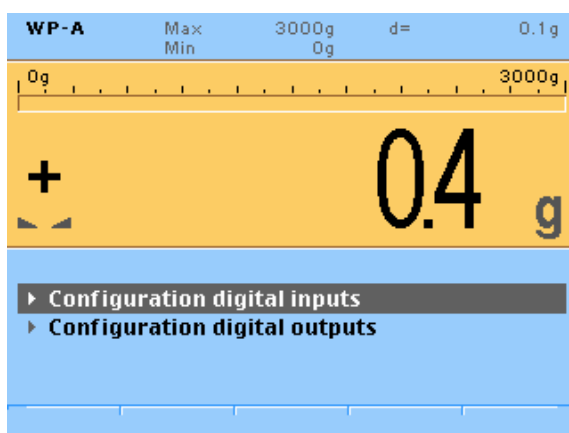 WP-A Max 3000g d= 0.1g
Min 0g
0g 3000g
+ 0.4 g
Configuration digital inputs
Configuration digital outputs